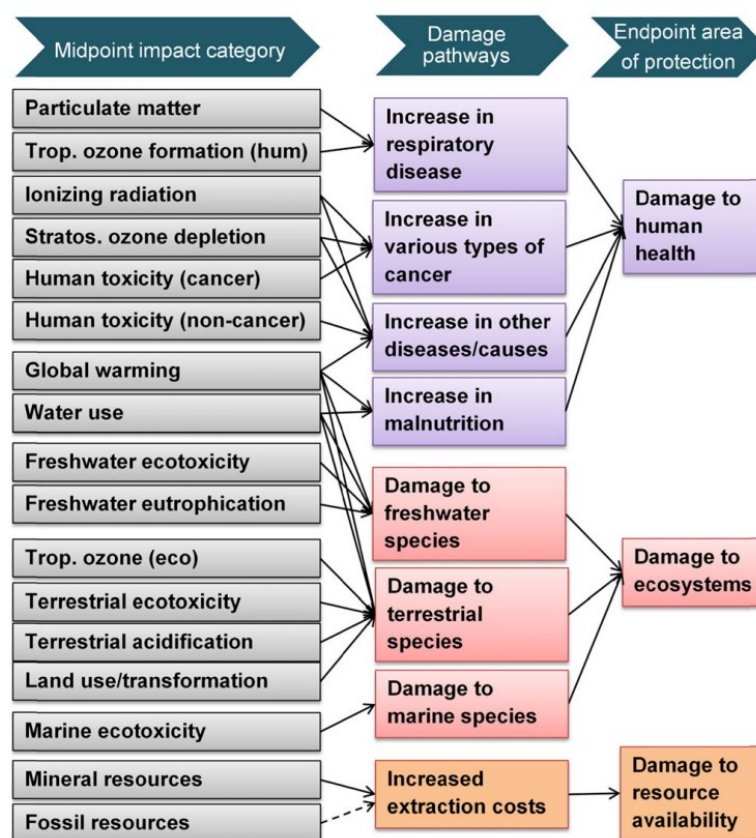 Midpoint impact category
Damage
pathways
Endpoint area
of protection
Particulate matter
Trop. ozone formation (hum)
Ionizing radiation
Stratos. ozone depletion
Human toxicity (cancer)
Human toxicity (non-cancer)
Global warming
Water use
Freshwater ecotoxicity
Freshwater eutrophication
Trop. ozone (eco)
Terrestrial ecotoxicity
Terrestrial acidification
Land use/transformation
Marine ecotoxicity
Mineral resources
Fossil resources
Increase in
respiratory
disease
Increase in
various types of
cancer
Increase in other
diseases/causes
Increase in
malnutrition
Damage to
freshwater
species
Damage to
terrestrial
species
Damage to
marine species
Increased
extraction costs
Damage to
human
health
Damage to
ecosystems
Damage to
resource
availability